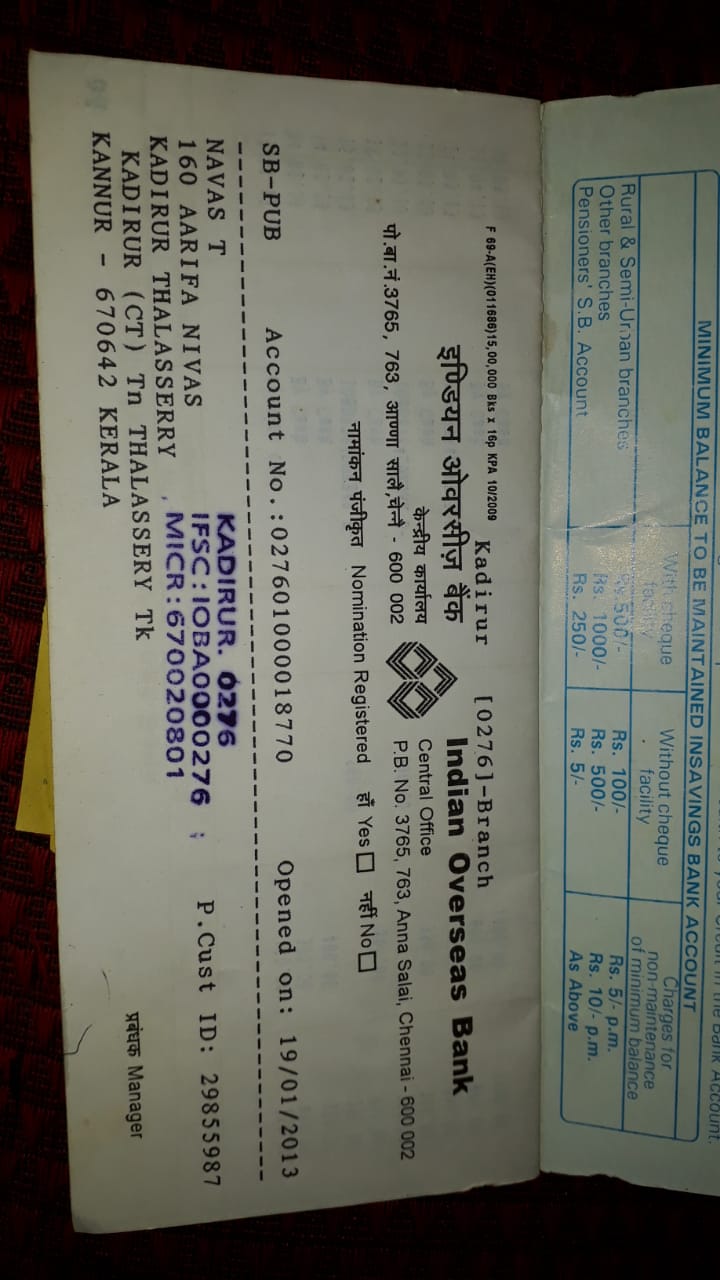 the Bank Account.
MINIMUM BALANCE TO BE MAINTAINED INSAVINGS BANK ACCOUNT
With cheque facility
Without cheque facility
Charges for non-maintenance of minimum balance
Rural & Semi-Urban branches Rs. 500/- Rs. 100/- Rs. 5/- p.m.
Other branches Rs. 1000/- Rs. 500/- Rs. 10/- p.m.
Pensioners' S.B. Account Rs. 250/- Rs. 5/- As Above
F 69-A(EH)(011686)15,00,000 Bks x 16p KPA 10/2009 Kadirur [0276]-Branch
इण्डियन ओवरसीज़ बैंक Indian Overseas Bank
केन्द्रीय कार्यालय Central Office
पो.बा.नं.3765, 763, आण्णा सालै,चेन्नै - 600 002 P.B. No. 3765, 763, Anna Salai, Chennai - 600 002
नामांकन पंजीकृत Nomination Registered हाँ Yes नहीं No
SB-PUB Account No.:027601000018770 Opened on: 19/01/2013
NAVAS T
160 AARIFA NIVAS P.Cust ID: 29855987
KADIRUR THALASSERRY
KADIRUR (CT) Tn THALASSERY Tk
KANNUR - 670642 KERALA
KADIRUR. 0276
IFSC:IOBA0000276 ;
MICR:670020801
प्रबंधक Manager